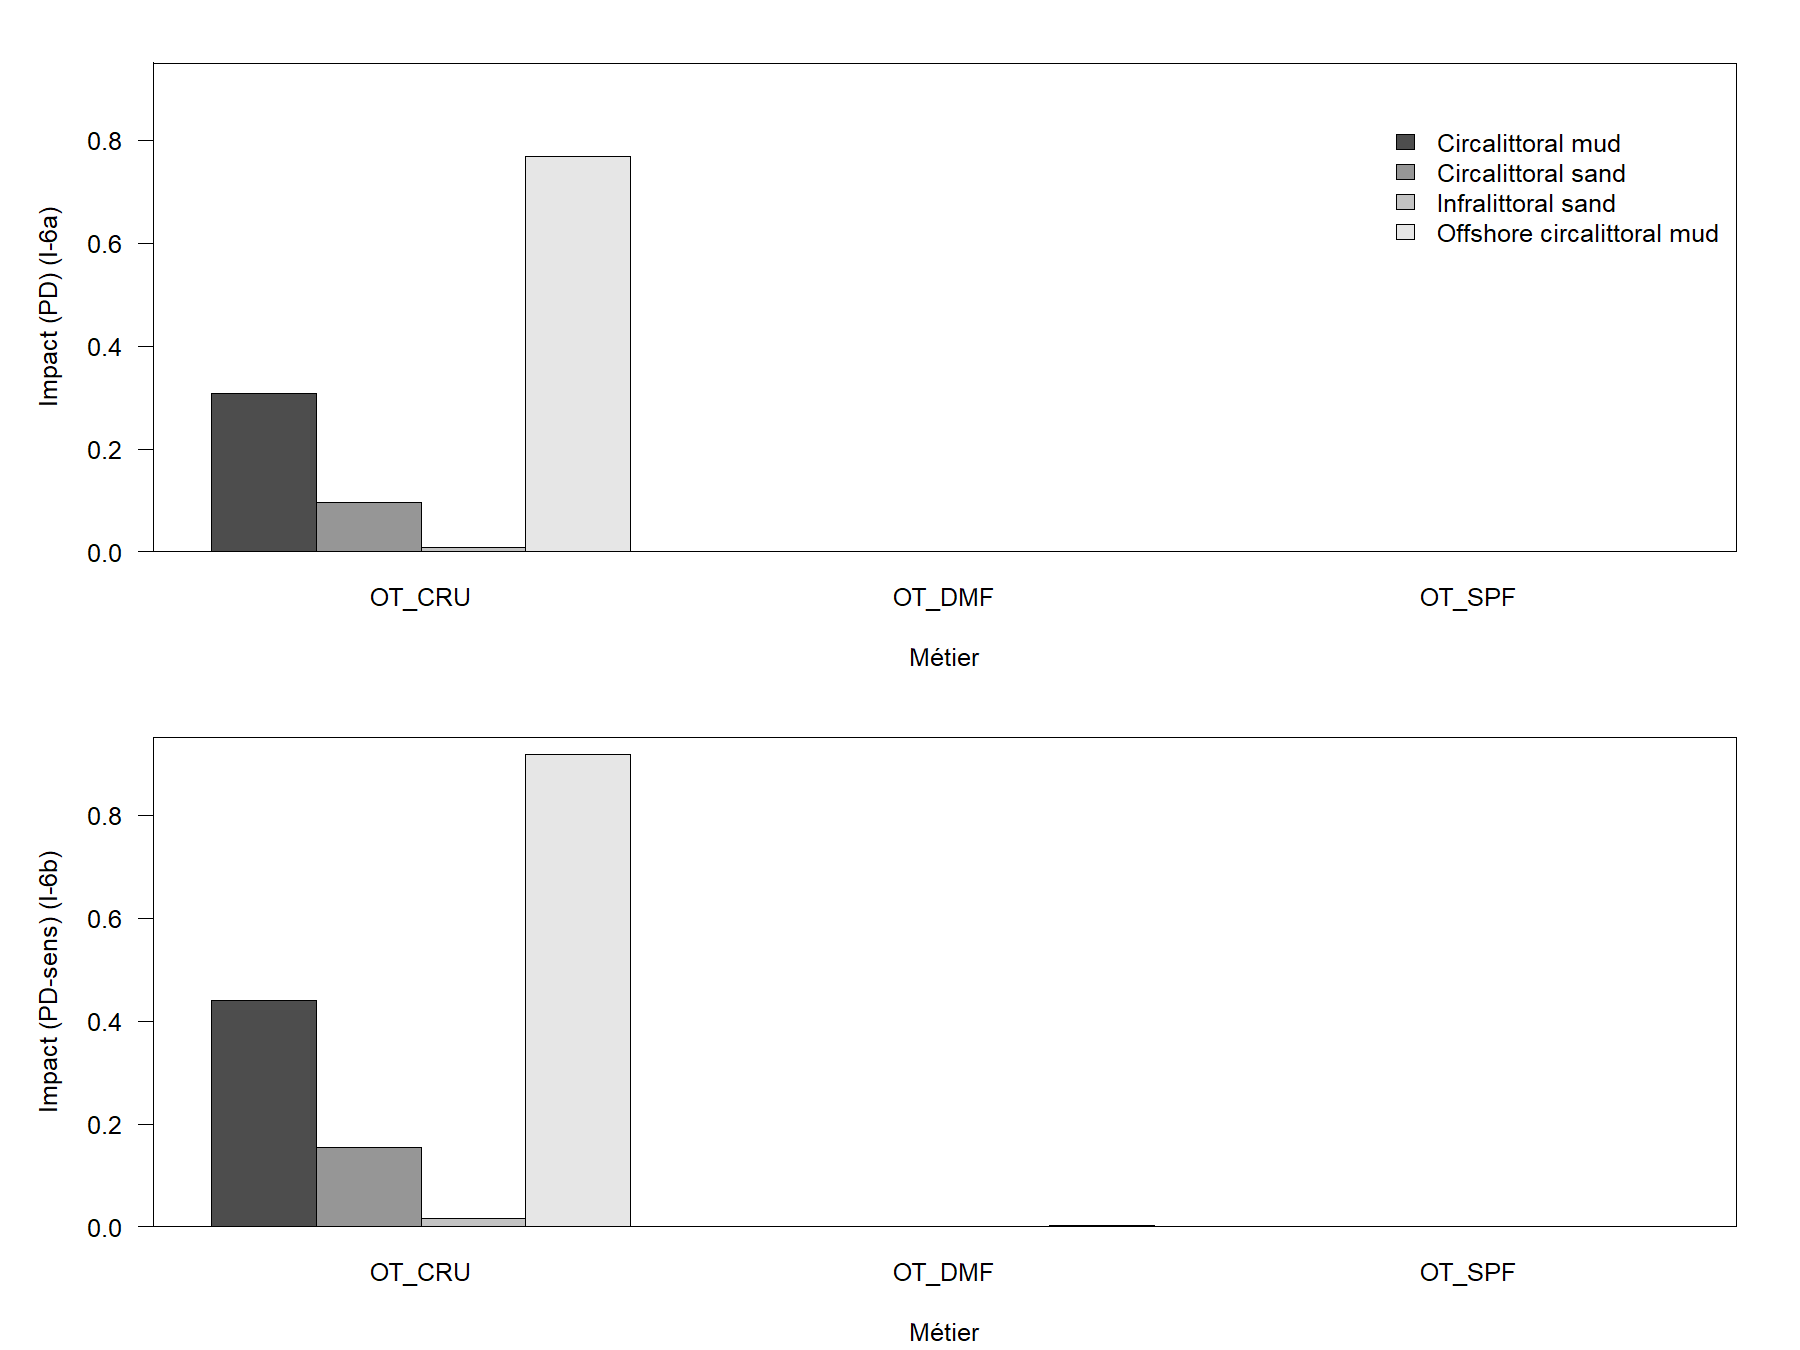 0.8
0.6
0.4
0.2
0.0
Impact (PD) (I-6a)
Circalittoral mud
Circalittoral sand
Infralittoral sand
Offshore circalittoral mud
OT_CRU
OT_DMF
OT_SPF
Métier
0.8
0.6
0.4
0.2
0.0
Impact (PD-sens) (I-6b)
OT_CRU
OT_DMF
OT_SPF
Métier